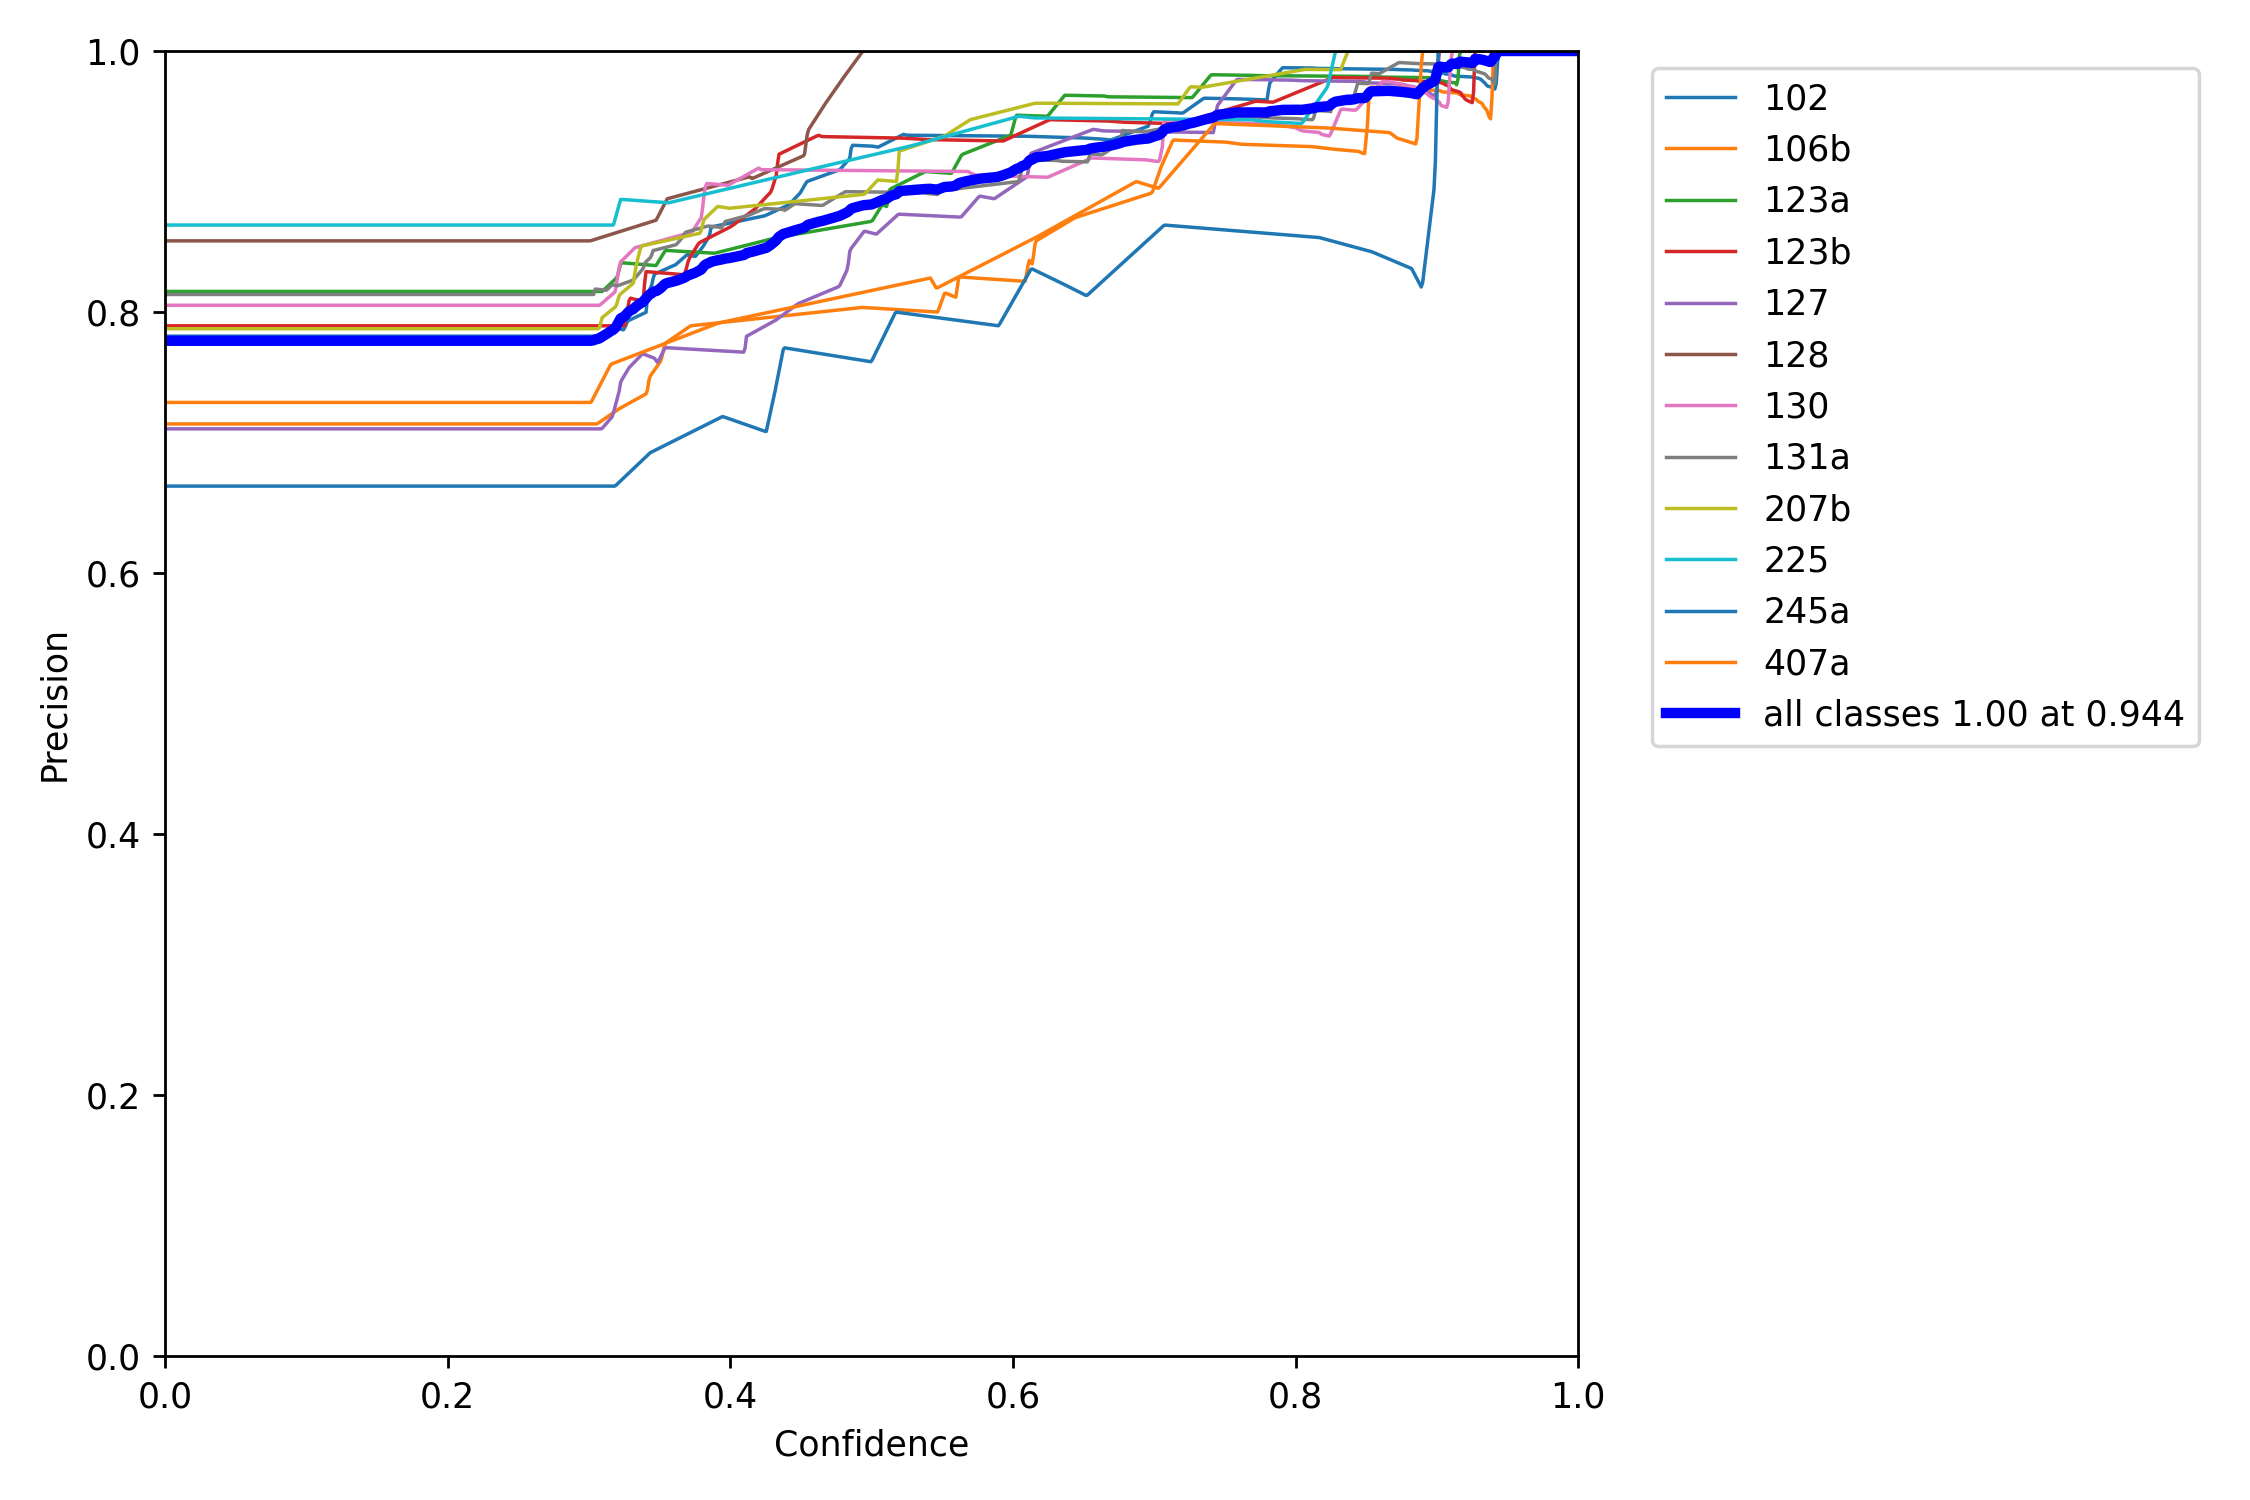 1.0
0.8
0.6
0.4
0.2
0.0
Precision
0.0 0.2 0.4 0.6 0.8 1.0
Confidence
102
106b
123a
123b
127
128
130
131a
207b
225
245a
407a
all classes 1.00 at 0.944